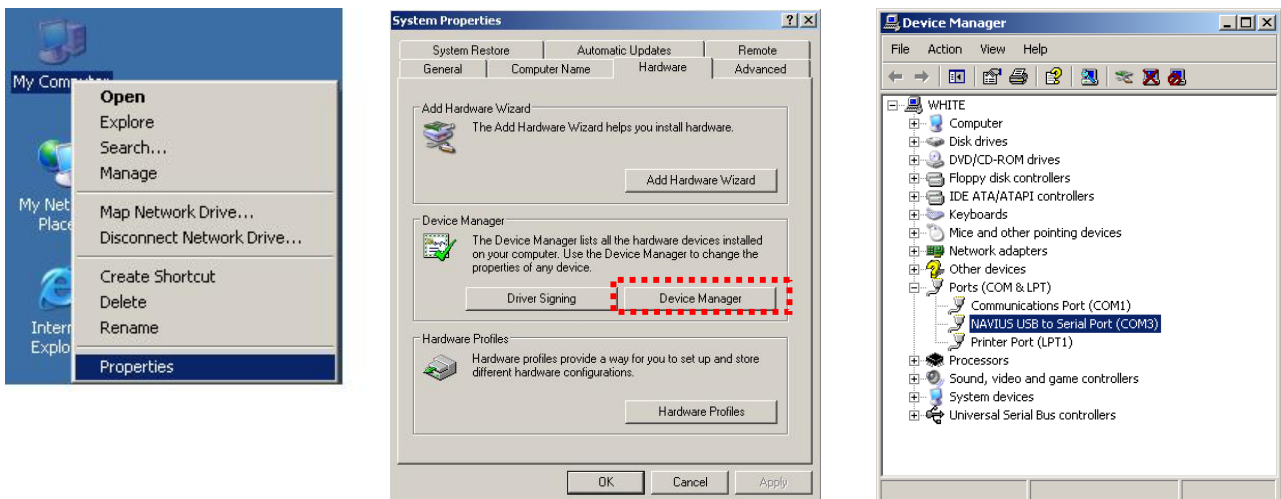 My Computer
Open
Explore
Search...
Manage
My Net
Place
Map Network Drive...
Disconnect Network Drive...
Create Shortcut
Delete
Intern
Explo
Rename
Properties
System Properties
System Restore
Automatic Updates
Remote
General
Computer Name
Hardware
Advanced
Add Hardware Wizard
The Add Hardware Wizard helps you install hardware.
Add Hardware Wizard
Device Manager
The Device Manager lists all the hardware devices installed
on your computer. Use the Device Manager to change the
properties of any device.
Driver Signing
Device Manager
Hardware Profiles
Hardware profiles provide a way for you to set up and store
different hardware configurations.
Hardware Profiles
OK
Cancel
Apply
Device Manager
File Action View Help
WHITE
Computer
Disk drives
DVD/CD-ROM drives
Floppy disk controllers
IDE ATA/ATAPI controllers
Keyboards
Mice and other pointing devices
Network adapters
Other devices
Ports (COM & LPT)
Communications Port (COM1)
NAVIUS USB to Serial Port (COM3)
Printer Port (LPT1)
Processors
Sound, video and game controllers
System devices
Universal Serial Bus controllers